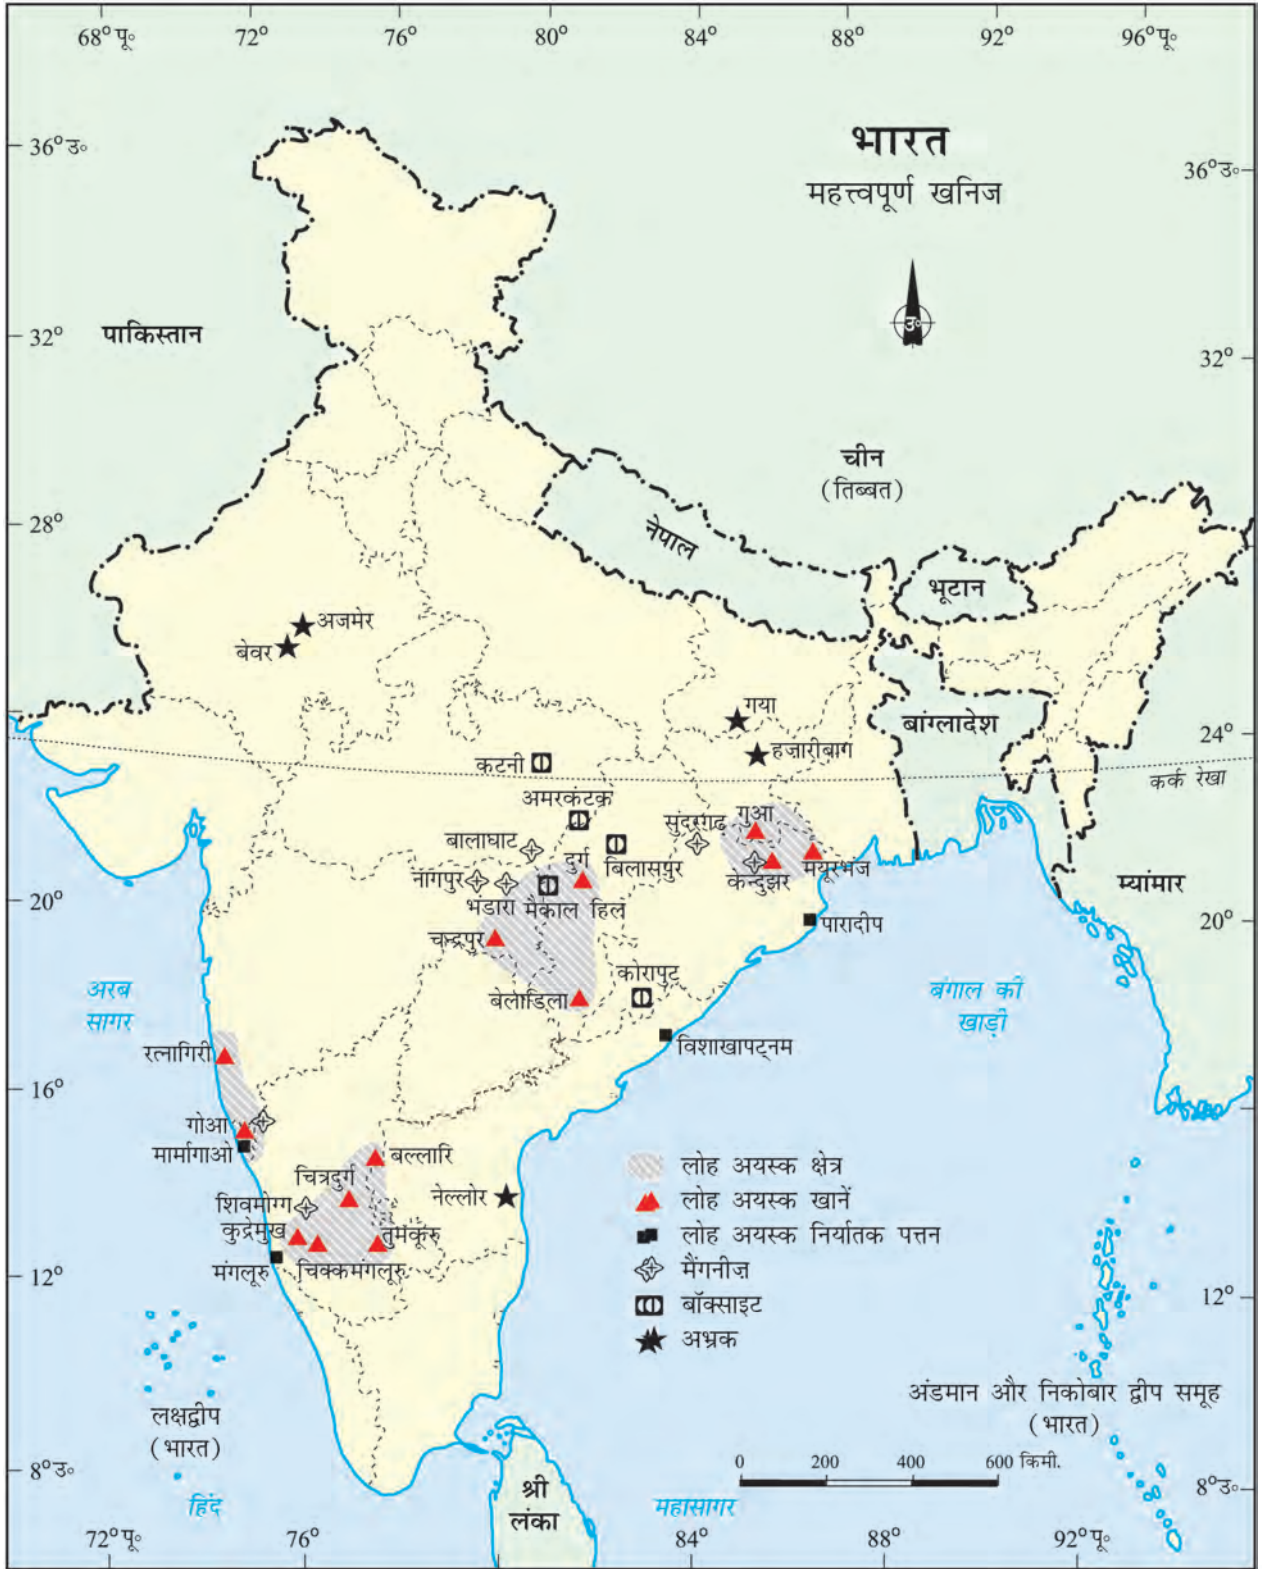 68°पू॰
72°
76°
80°
84°
88°
92°
96°पू॰
36°उ॰
भारत
महत्त्वपूर्ण खनिज
36°उ॰
उ॰
पाकिस्तान
32°
32°
चीन
(तिब्बत)
28°
28°
नेपाल
भूटान
अजमेर
बेवर
गया
बांग्लादेश
24°
हज़ारीबाग
कटनी
कर्क रेखा
अमरकंटक
सुंदरगढ़
गुआ
बालाघाट
दुर्ग
बिलासपुर
मयूरभंज
नागपुर
केन्दुझर
म्यांमार
भंडारा
मैकाल हिल
20°
20°
पारादीप
चन्द्रपुर
कोरापुट
अरब
सागर
बेलाडिला
बंगाल की
खाड़ी
रत्नागिरी
विशाखापट्नम
16°
16°
गोआ
मार्मागाओ
बल्लारि
लोह अयस्क क्षेत्र
चित्रदुर्ग
शिवमोग्ग
नेल्लोर
लोह अयस्क खानें
कुद्रेमुख
तुमकूरु
लोह अयस्क निर्यातक पत्तन
मंगलूरु
चिक्कमंगलूरु
मैंगनीज़
12°
12°
बॉक्साइट
अभ्रक
अंडमान और निकोबार द्वीप समूह
(भारत)
लक्षद्वीप
(भारत)
0 200 400 600 किमी.
8°उ॰
8°उ॰
श्री
लंका
हिंद
महासागर
72°पू॰
76°
84°
88°
92°पू॰